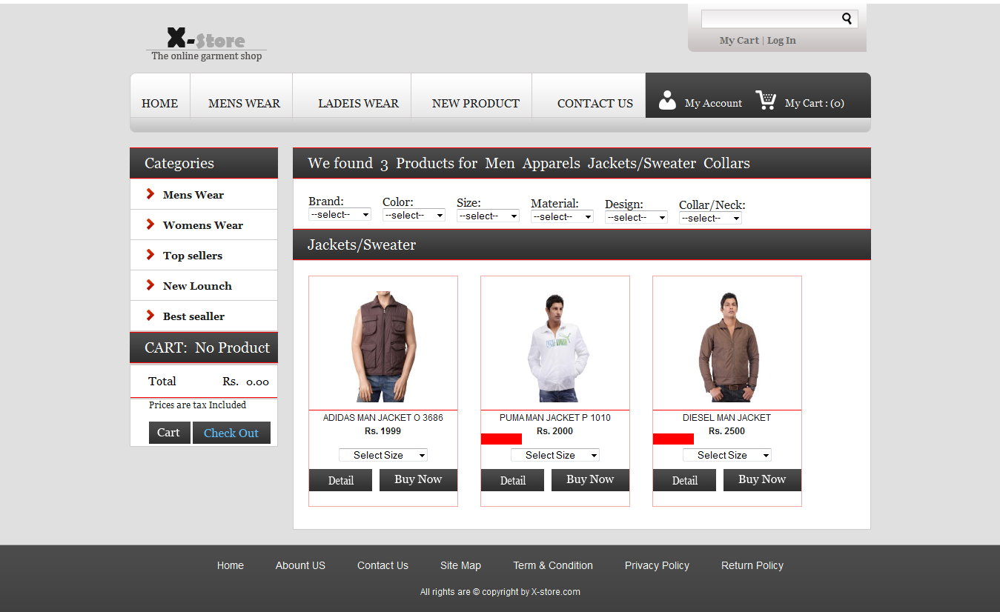 X-Store
The online garment shop
My Cart | Log In
HOME MENS WEAR LADEIS WEAR NEW PRODUCT CONTACT US My Account My Cart : (0)
Categories
Mens Wear
Womens Wear
Top sellers
New Lounch
Best sealler
CART: No Product
Total Rs. 0.00
Prices are tax Included
Cart Check Out
We found 3 Products for Men Apparels Jackets/Sweater Collars
Brand: Color: Size: Material: Design: Collar/Neck:
--select-- --select-- --select-- --select-- --select-- --select--
Jackets/Sweater
ADIDAS MAN JACKET O 3686
Rs. 1999
Select Size
Detail Buy Now
PUMA MAN JACKET P 1010
Rs. 2000
Select Size
Detail Buy Now
DIESEL MAN JACKET
Rs. 2500
Select Size
Detail Buy Now
Home Abount US Contact Us Site Map Term & Condition Privacy Policy Return Policy
All rights are © copyright by X-store.com